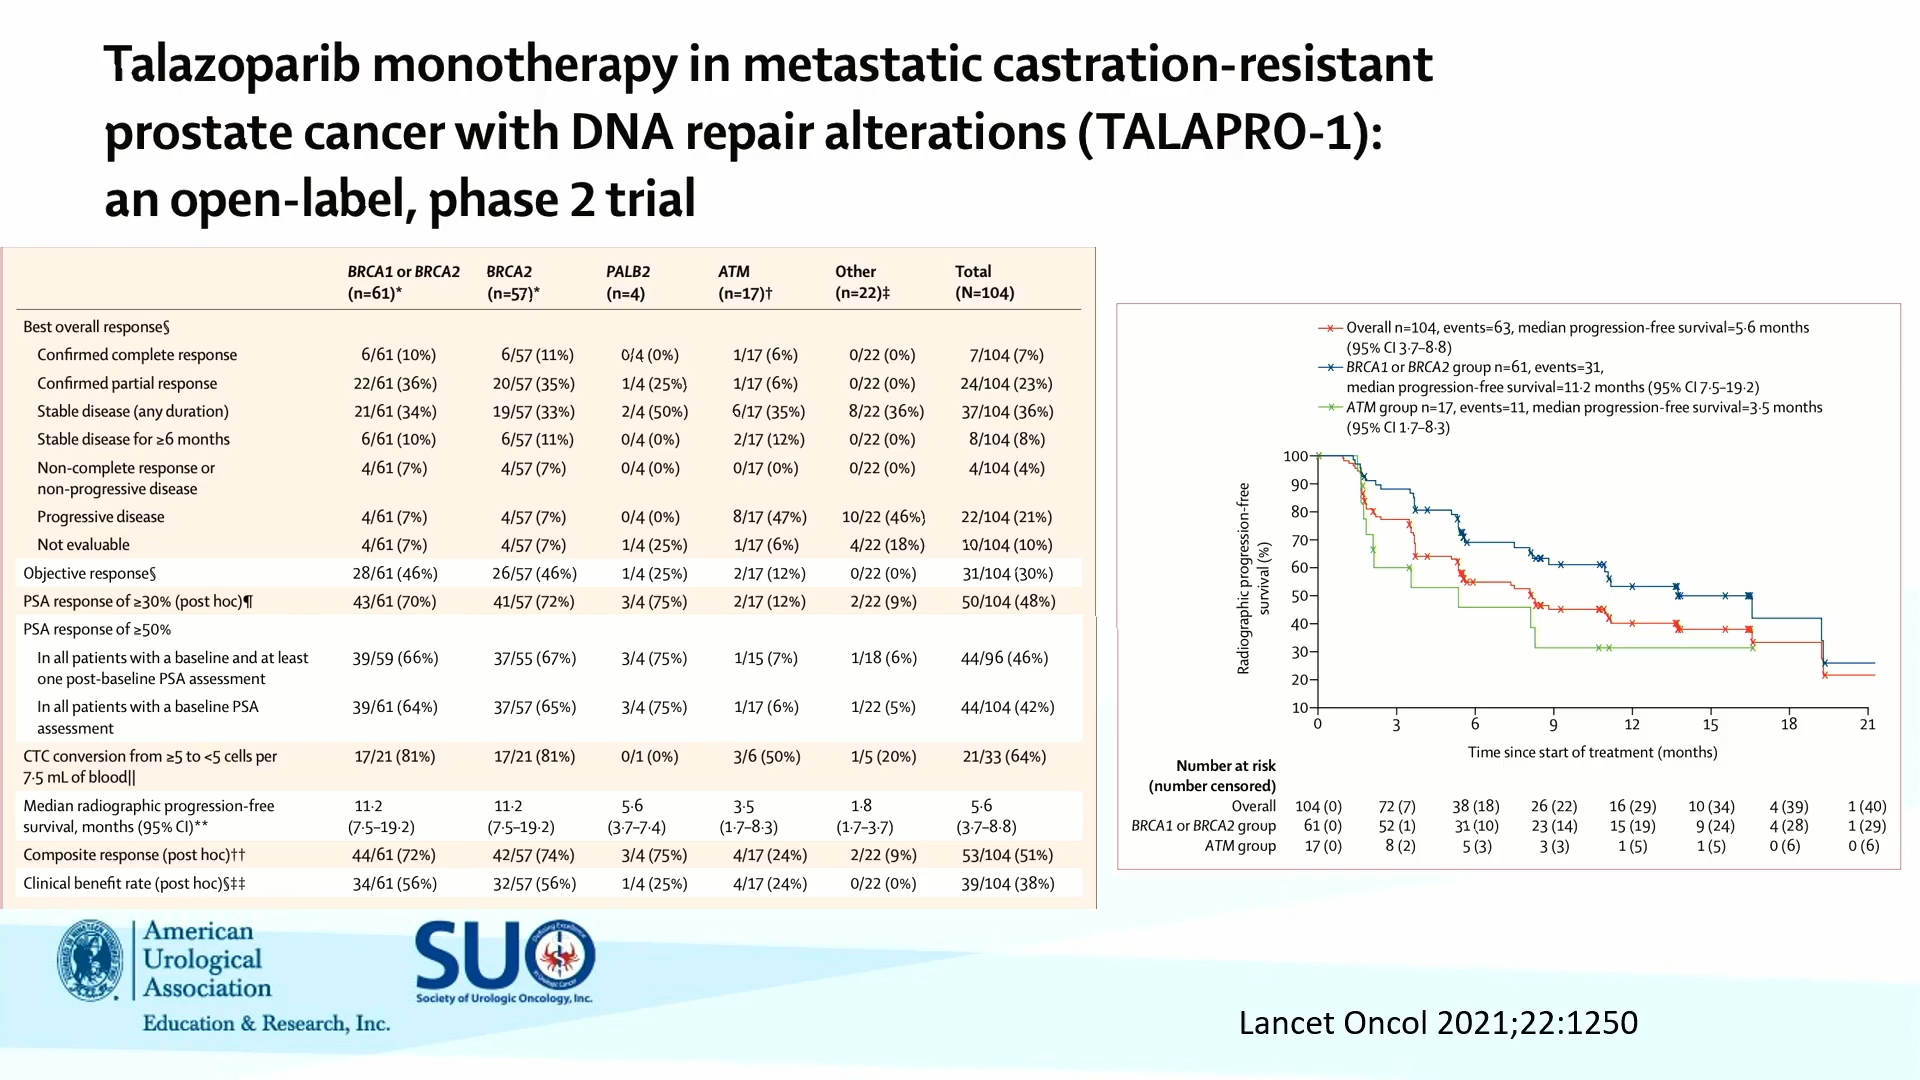 Talazoparib monotherapy in metastatic castration-resistant
prostate cancer with DNA repair alterations (TALAPRO-1):
an open-label, phase 2 trial
BRCA1 or BRCA2 (n=61)* BRCA2 (n=57)* PALB2 (n=4) ATM (n=17)† Other (n=22)‡ Total (N=104)
Best overall response§
Confirmed complete response 6/61 (10%) 6/57 (11%) 0/4 (0%) 1/17 (6%) 0/22 (0%) 7/104 (7%)
Confirmed partial response 22/61 (36%) 20/57 (35%) 1/4 (25%) 1/17 (6%) 0/22 (0%) 24/104 (23%)
Stable disease (any duration) 21/61 (34%) 19/57 (33%) 2/4 (50%) 6/17 (35%) 8/22 (36%) 37/104 (36%)
Stable disease for ≥6 months 6/61 (10%) 6/57 (11%) 0/4 (0%) 2/17 (12%) 0/22 (0%) 8/104 (8%)
Non-complete response or
non-progressive disease 4/61 (7%) 4/57 (7%) 0/4 (0%) 0/17 (0%) 0/22 (0%) 4/104 (4%)
Progressive disease 4/61 (7%) 4/57 (7%) 0/4 (0%) 8/17 (47%) 10/22 (46%) 22/104 (21%)
Not evaluable 4/61 (7%) 4/57 (7%) 1/4 (25%) 1/17 (6%) 4/22 (18%) 10/104 (10%)
Objective response§ 28/61 (46%) 26/57 (46%) 1/4 (25%) 2/17 (12%) 0/22 (0%) 31/104 (30%)
PSA response of ≥30% (post hoc)¶ 43/61 (70%) 41/57 (72%) 3/4 (75%) 2/17 (12%) 2/22 (9%) 50/104 (48%)
PSA response of ≥50%
In all patients with a baseline and at least
one post-baseline PSA assessment 39/59 (66%) 37/55 (67%) 3/4 (75%) 1/15 (7%) 1/18 (6%) 44/96 (46%)
In all patients with a baseline PSA
assessment 39/61 (64%) 37/57 (65%) 3/4 (75%) 1/17 (6%) 1/22 (5%) 44/104 (42%)
CTC conversion from ≥5 to <5 cells per
7·5 mL of blood|| 17/21 (81%) 17/21 (81%) 0/1 (0%) 3/6 (50%) 1/5 (20%) 21/33 (64%)
Median radiographic progression-free 11·2 11·2 5·6 3·5 1·8 5·6
survival, months (95% CI)** (7·5–19·2) (7·5–19·2) (3·7–7·4) (1·7–8·3) (1·7–3·7) (3·7–8·8)
Composite response (post hoc)†† 44/61 (72%) 42/57 (74%) 3/4 (75%) 4/17 (24%) 2/22 (9%) 53/104 (51%)
Clinical benefit rate (post hoc)§‡‡ 34/61 (56%) 32/57 (56%) 1/4 (25%) 4/17 (24%) 0/22 (0%) 39/104 (38%)
Overall n=104, events=63, median progression-free survival=5·6 months
(95% CI 3·7–8·8)
BRCA1 or BRCA2 group n=61, events=31,
median progression-free survival=11·2 months (95% CI 7·5–19·2)
ATM group n=17, events=11, median progression-free survival=3·5 months
(95% CI 1·7–8·3)
Radiographic progression-free
survival (%)
100
90
80
70
60
50
40
30
20
10
0 3 6 9 12 15 18 21
Time since start of treatment (months)
Number at risk
(number censored)
Overall 104 (0) 72 (7) 38 (18) 26 (22) 16 (29) 10 (34) 4 (39) 1 (40)
BRCA1 or BRCA2 group 61 (0) 52 (1) 31 (10) 23 (14) 15 (19) 9 (24) 4 (28) 1 (29)
ATM group 17 (0) 8 (2) 5 (3) 3 (3) 1 (5) 1 (5) 0 (6) 0 (6)
American
Urological
Association
Education & Research, Inc.
SUO
Society of Urologic Oncology, Inc.
Lancet Oncol 2021;22:1250